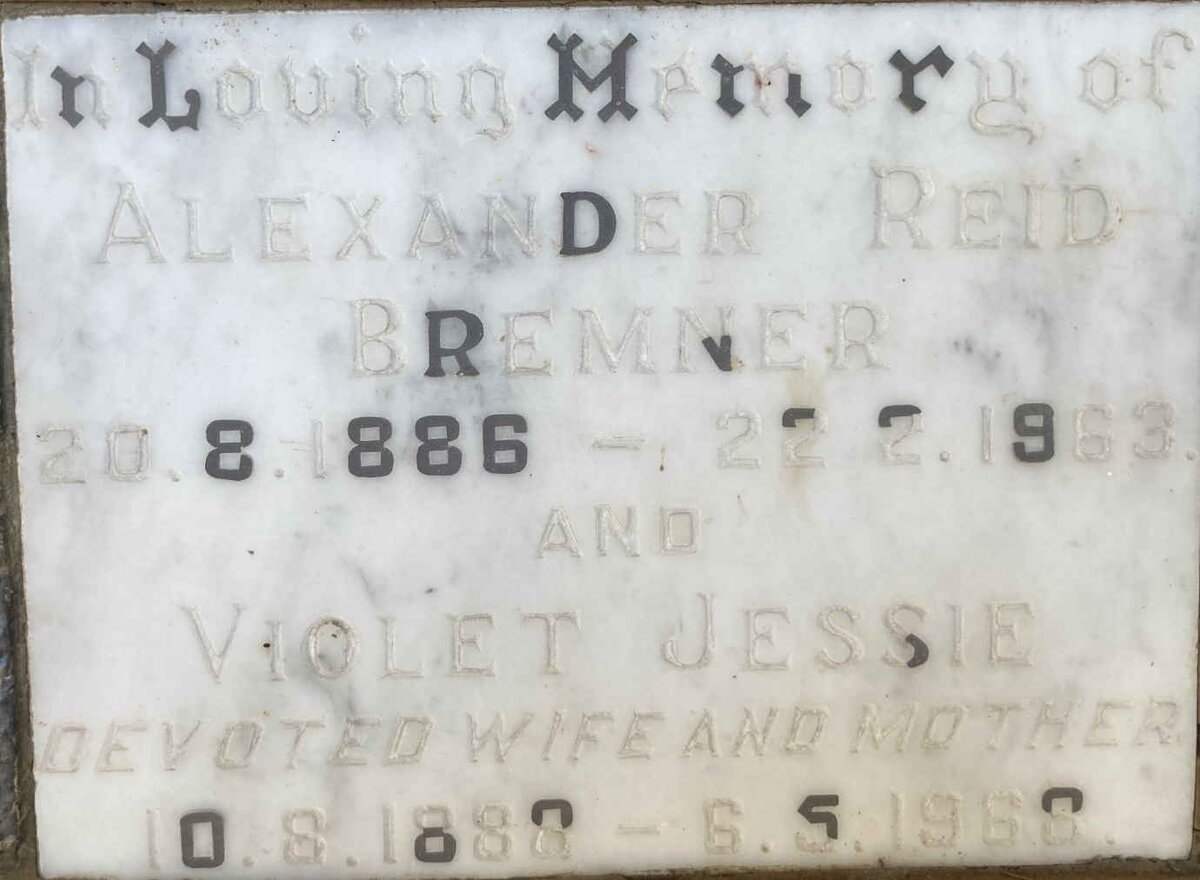 In Loving Memory of
ALEXANDER REID
BREMNER
20.8.1886 - 22.2.1963.
AND
VIOLET JESSIE
DEVOTED WIFE AND MOTHER
10.8.1888 - 6.5.1968.